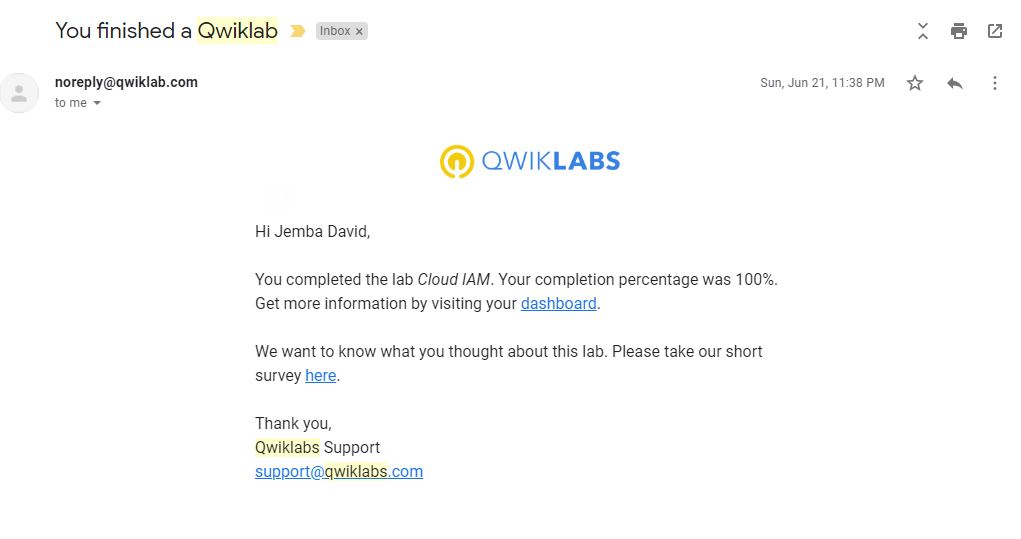 You finished a Qwiklab Inbox ×
noreply@qwiklab.com Sun, Jun 21, 11:38 PM
to me
QWIKLABS
Hi Jemba David,
You completed the lab Cloud IAM. Your completion percentage was 100%.
Get more information by visiting your dashboard.
We want to know what you thought about this lab. Please take our short
survey here.
Thank you,
Qwiklabs Support
support@qwiklabs.com